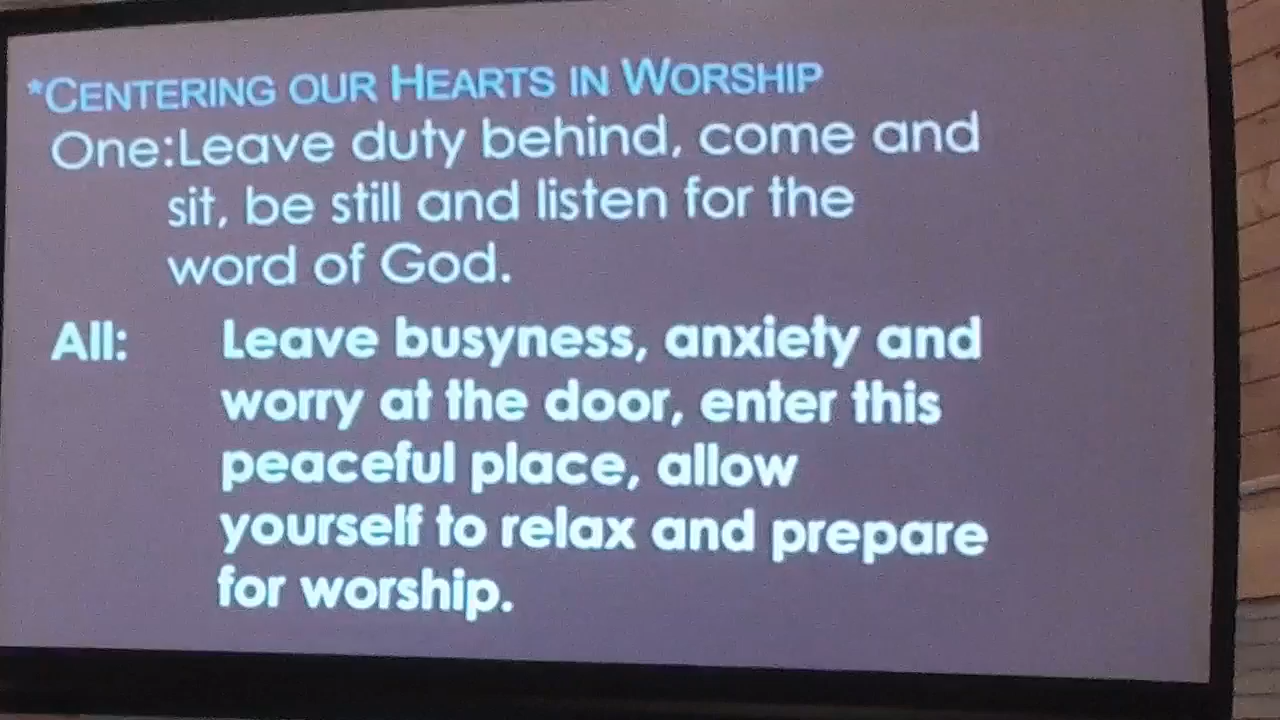 *CENTERING OUR HEARTS IN WORSHIP
One:Leave duty behind, come and
sit, be still and listen for the
word of God.
All: Leave busyness, anxiety and
worry at the door, enter this
peaceful place, allow
yourself to relax and prepare
for worship.